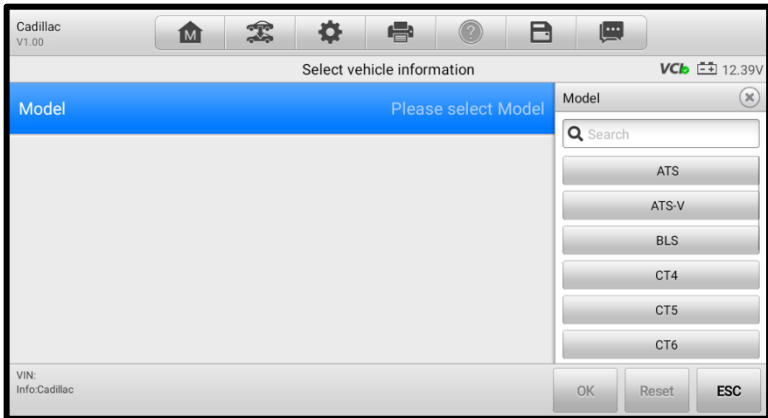 Cadillac
V1.00
M
?
Select vehicle information
VCI 12.39V
Model
Please select Model
Model
Search
ATS
ATS-V
BLS
CT4
CT5
CT6
VIN:
Info:Cadillac
OK
Reset
ESC